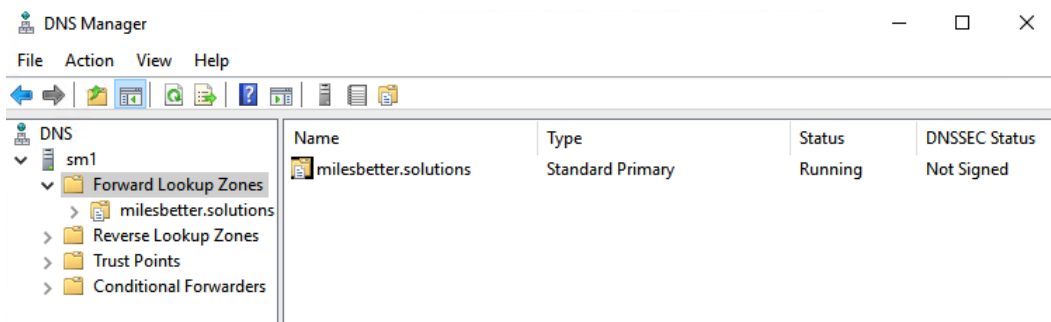 DNS Manager
File Action View Help
DNS
sm1
Forward Lookup Zones
milesbetter.solutions
Reverse Lookup Zones
Trust Points
Conditional Forwarders
Name Type Status DNSSEC Status
milesbetter.solutions Standard Primary Running Not Signed